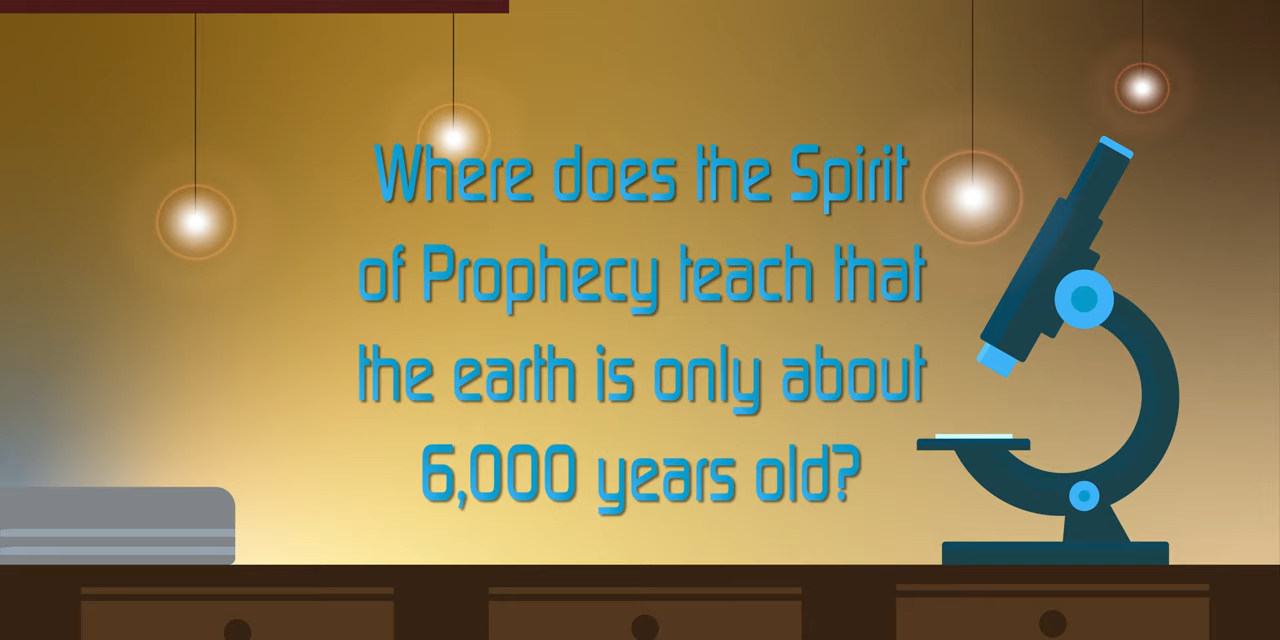 Where does the Spirit
of Prophecy teach that
the earth is only about
6,000 years old?